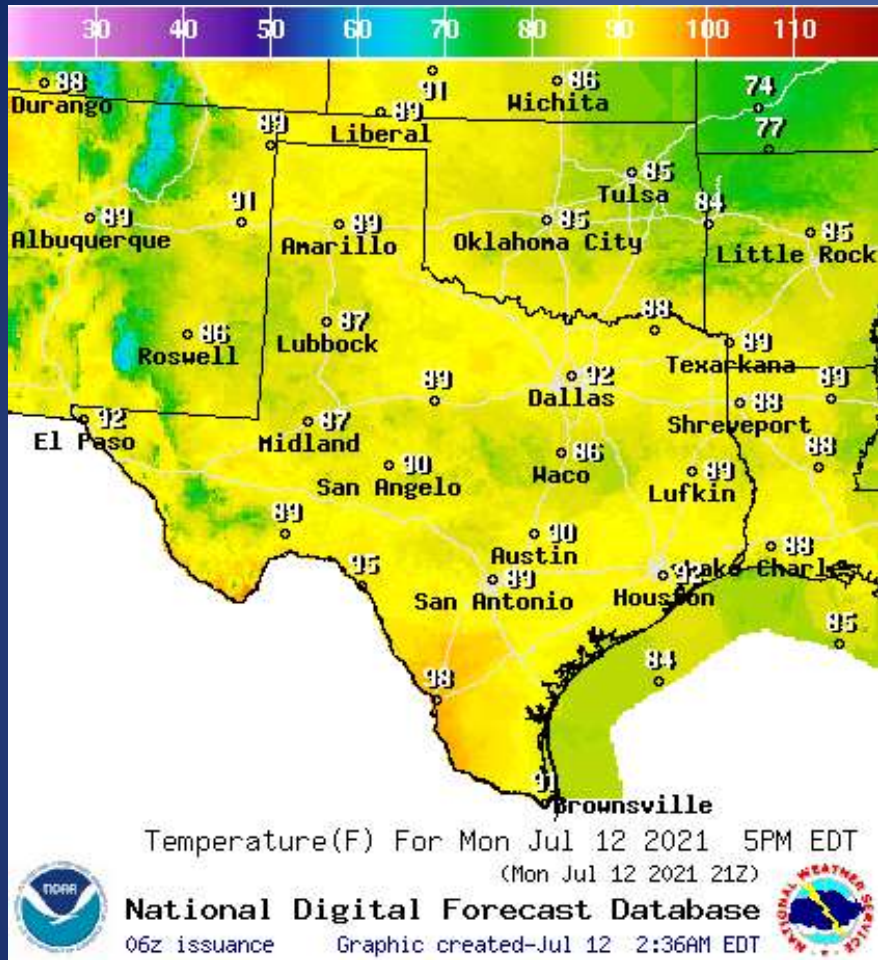 30 40 50 60 70 80 90 100 110
88 Durango
91
86 Wichita
74
89 Liberal
89
77
85 Tulsa
89 Albuquerque
91
89 Amarillo
85 Oklahoma City
84
85 Little Rock
86 Roswell
87 Lubbock
88
89 Texarkana
92 Dallas
89
88 Shreveport
89
92 El Paso
87 Midland
90 San Angelo
86 Waco
89 Lufkin
88
89
90 Austin
88
95
89 San Antonio
92 Houston
85
98
84
91 Brownsville
Temperature(F) For Mon Jul 12 2021 5PM EDT
(Mon Jul 12 2021 21Z)
NOAA
National Digital Forecast Database
06z issuance Graphic created-Jul 12 2:36AM EDT
NATIONAL WEATHER SERVICE